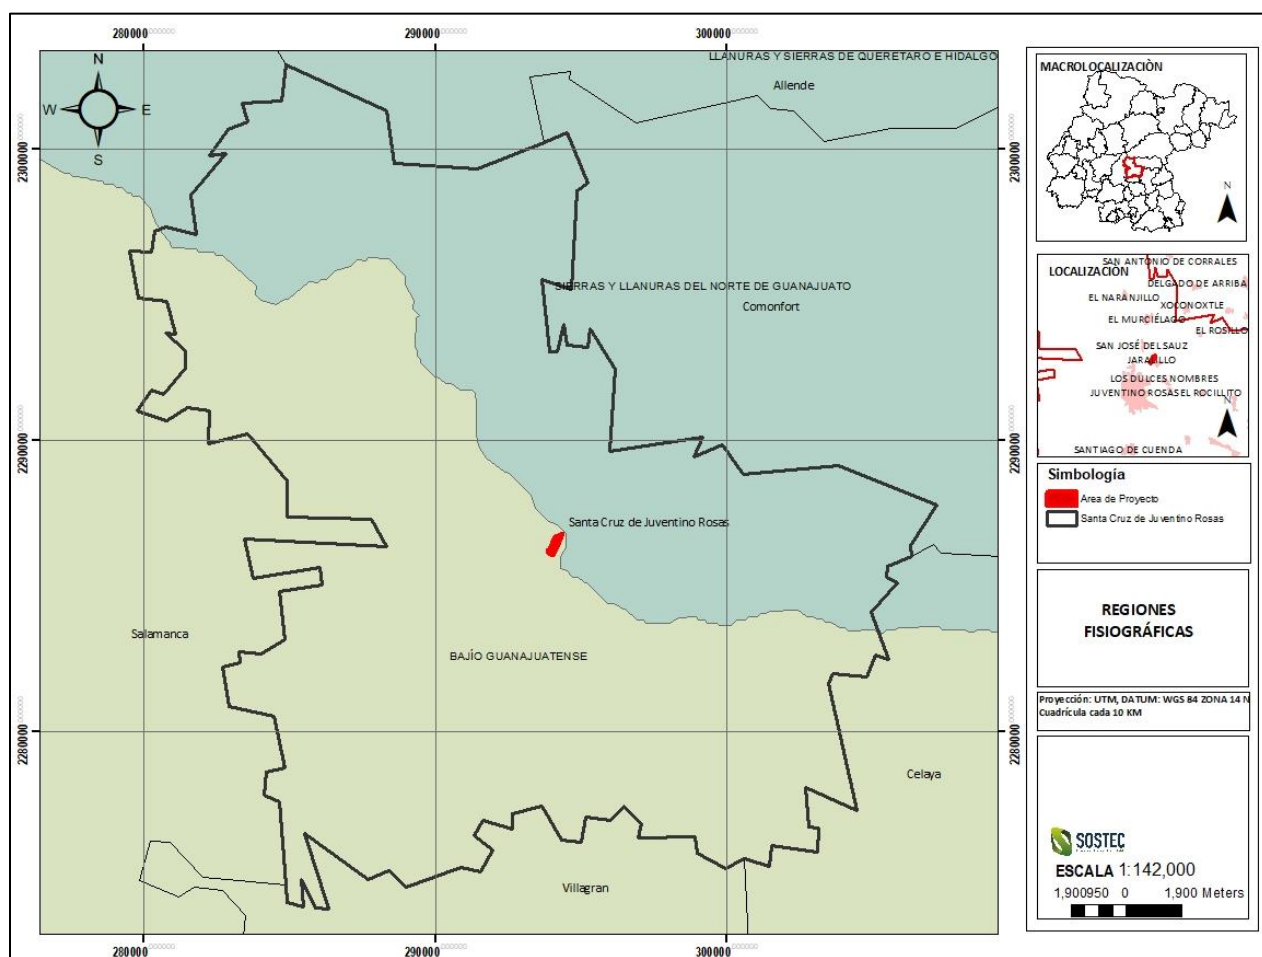 280000
290000
300000
N
W
E
S
LLANURAS Y SIERRAS DE QUERÉTARO E HIDALGO
Allende
2300000
2300000
SIERRAS Y LLANURAS DEL NORTE DE GUANAJUATO
Comonfort
2290000
2290000
Santa Cruz de Juventino Rosas
Salamanca
BAJÍO GUANAJUATENSE
2280000
2280000
Celaya
Villagran
280000
290000
300000
MACROLOCALIZACIÒN
N
LOCALIZACIÒN
SAN ANTONIO DE CORRALES
DELGADO DE ARRIBA
EL NARANJILLO
XOCONOXTLE
EL MURCIÉLAGO
EL ROSILLO
SAN JOSÉ DEL SAUZ
JARALILLO
LOS DULCES NOMBRES
JUVENTINO ROSAS EL ROCILLITO
N
SANTIAGO DE CUENDA
Simbología
Area de Proyecto
Santa Cruz de Juventino Rosas
REGIONES
FISIOGRÁFICAS
Proyección: UTM, DATUM: WGS 84 ZONA 14 N
Cuadrícula cada 10 KM
SOSTEC
ESCALA 1:142,000
1,900950 0 1,900 Meters